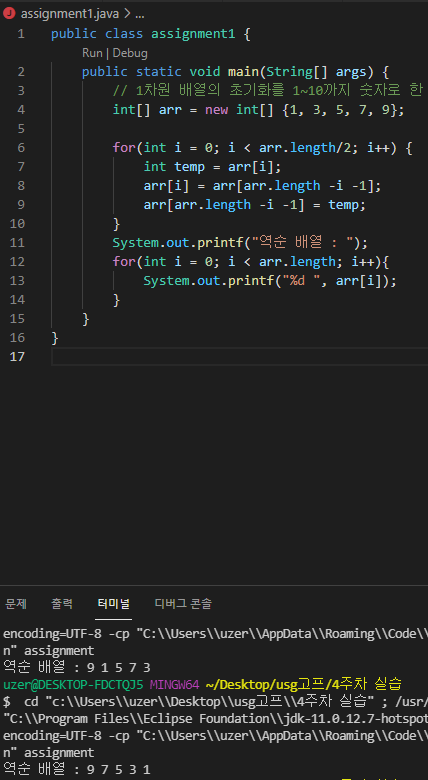 assignment1.java > ...
1 public class assignment1 {
Run | Debug
2 public static void main(String[] args) {
3 // 1차원 배열의 초기화를 1~10까지 숫자로 한
4 int[] arr = new int[] {1, 3, 5, 7, 9};
5
6 for(int i = 0; i < arr.length/2; i++) {
7 int temp = arr[i];
8 arr[i] = arr[arr.length -i -1];
9 arr[arr.length -i -1] = temp;
10 }
11 System.out.printf("역순 배열 : ");
12 for(int i = 0; i < arr.length; i++){
13 System.out.printf("%d ", arr[i]);
14 }
15 }
16 }
17
문제 출력 터미널 디버그 콘솔
encoding=UTF-8 -cp "C:\\Users\\uzer\\AppData\\Roaming\\Code\\
n" assignment
역순 배열 : 9 1 5 7 3
uzer@DESKTOP-FDCTQJ5 MINGW64 ~/Desktop/usg고프/4주차 실습
$ cd "c:\\Users\\uzer\\Desktop\\usg고프\\4주차 실습" ; /usr/
"C:\\Program Files\\Eclipse Foundation\\jdk-11.0.12.7-hotspot
encoding=UTF-8 -cp "C:\\Users\\uzer\\AppData\\Roaming\\Code\\
n" assignment
역순 배열 : 9 7 5 3 1